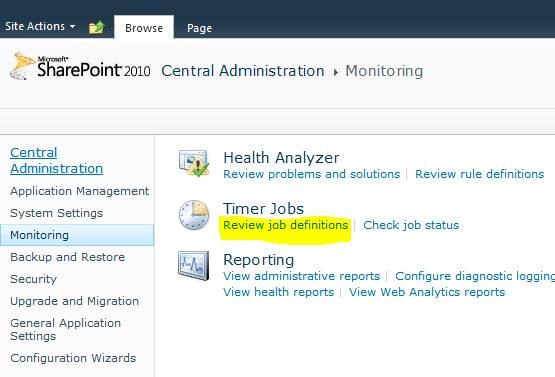 Site Actions Browse Page
Microsoft®
SharePoint® 2010 Central Administration Monitoring
Central
Administration
Application Management
System Settings
Monitoring
Backup and Restore
Security
Upgrade and Migration
General Application
Settings
Configuration Wizards
Health Analyzer
Review problems and solutions Review rule definitions
Timer Jobs
Review job definitions Check job status
Reporting
View administrative reports Configure diagnostic logging
View health reports View Web Analytics reports